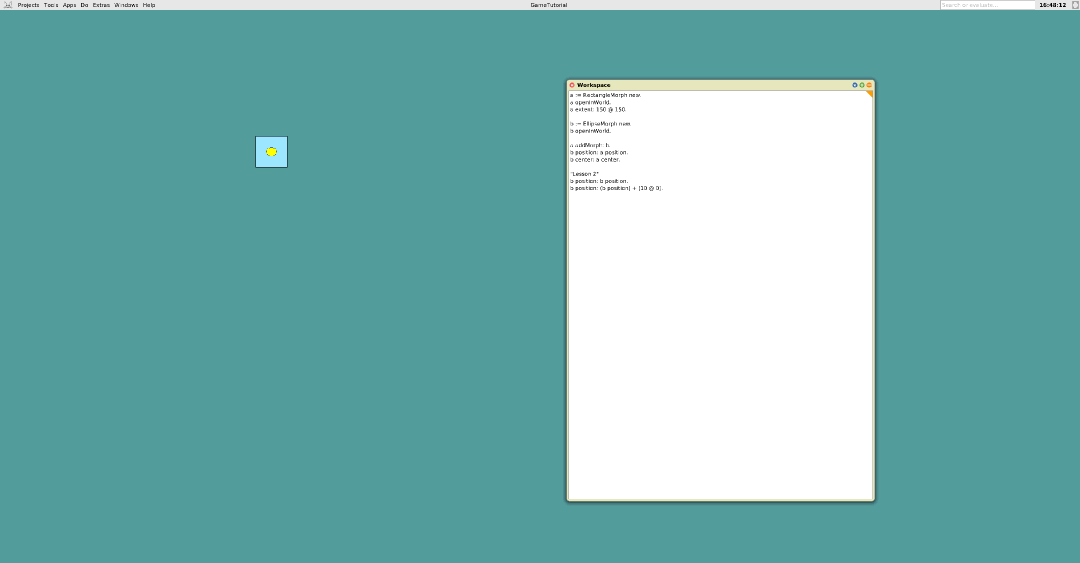 Projects Tools Apps Do Extras Windows Help
GameTutorial
Search or evaluate...
16:48:12
Workspace
a := RectangleMorph new.
a openInWorld.
a extent: 150 @ 150.
b := EllipseMorph new.
b openInWorld.
a addMorph: b.
b position: a position.
b center: a center.
"Lesson 2"
b position: b position.
b position: (b position) + (10 @ 0).